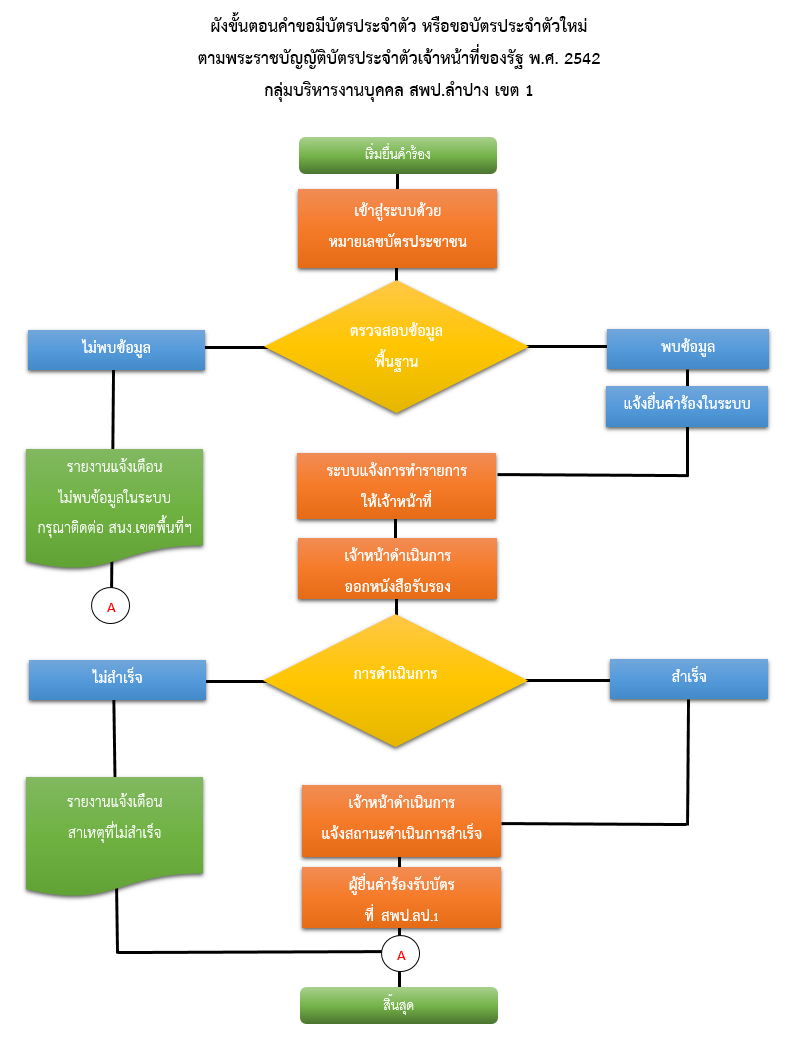 ผังขั้นตอนคำขอมีบัตรประจำตัว หรือขอบัตรประจำตัวใหม่
ตามพระราชบัญญัติบัตรประจำตัวเจ้าหน้าที่ของรัฐ พ.ศ. 2542
กลุ่มบริหารงานบุคคล สพป.ลำปาง เขต 1
เริ่มยื่นคำร้อง
เข้าสู่ระบบด้วย
หมายเลขบัตรประชาชน
ตรวจสอบข้อมูล
พื้นฐาน
ไม่พบข้อมูล
พบข้อมูล
แจ้งยื่นคำร้องในระบบ
รายงานแจ้งเตือน
ไม่พบข้อมูลในระบบ
กรุณาติดต่อ สนง.เขตพื้นที่ฯ
A
ระบบแจ้งการทำรายการ
ให้เจ้าหน้าที่
เจ้าหน้าดำเนินการ
ออกหนังสือรับรอง
การดำเนินการ
ไม่สำเร็จ
สำเร็จ
รายงานแจ้งเตือน
สาเหตุที่ไม่สำเร็จ
เจ้าหน้าดำเนินการ
แจ้งสถานะดำเนินการสำเร็จ
ผู้ยื่นคำร้องรับบัตร
ที่ สพป.ลป.1
A
สิ้นสุด